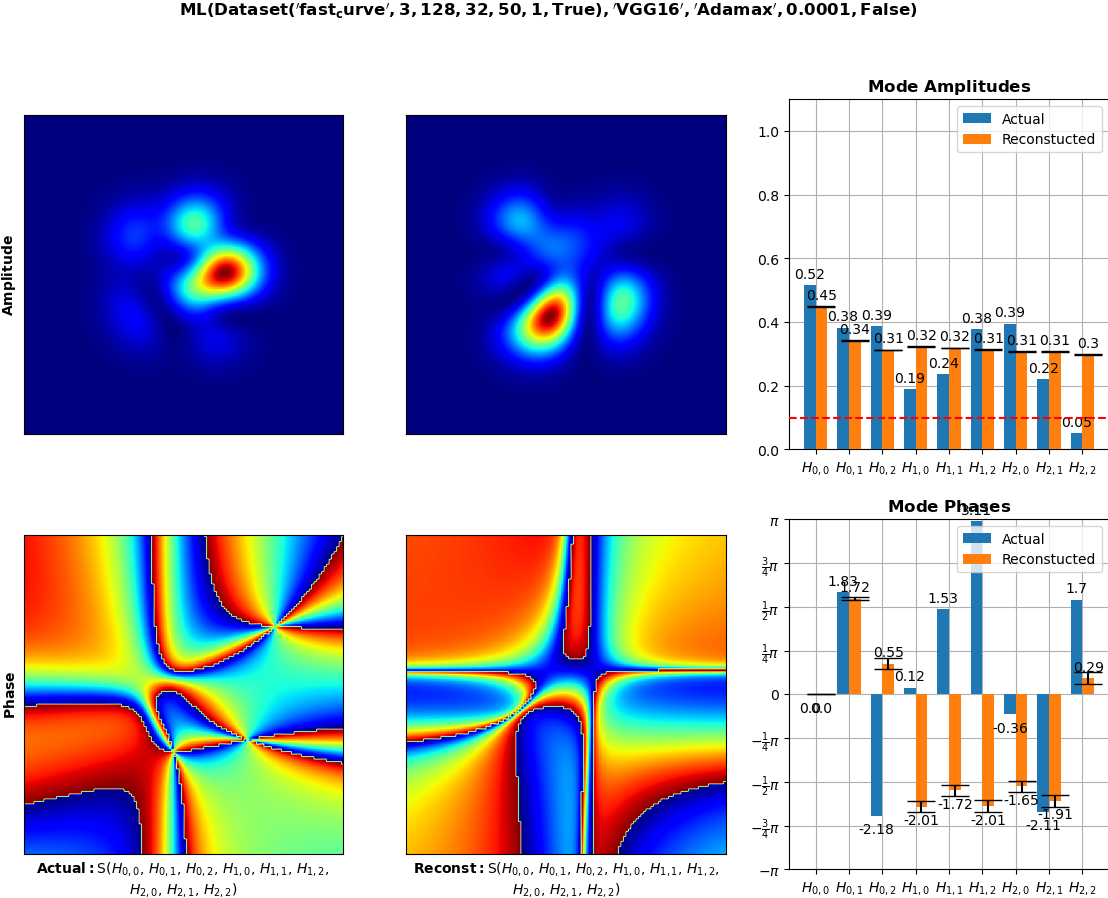 ML(Dataset('fast_curve', 3, 128, 32, 50, 1, True), 'VGG16', 'Adamax', 0.0001, False)
Amplitude
Mode Amplitudes
Actual
Reconstucted
1.0
0.8
0.6
0.4
0.2
0.0
0.52
0.38
0.39
0.19
0.24
0.38
0.39
0.22
0.05
0.45
0.34
0.31
0.32
0.32
0.31
0.31
0.31
0.3
H0,0 H0,1 H0,2 H1,0 H1,1 H1,2 H2,0 H2,1 H2,2
Phase
Actual: S(H0,0, H0,1, H0,2, H1,0, H1,1, H1,2,
H2,0, H2,1, H2,2)
Reconst: S(H0,0, H0,1, H0,2, H1,0, H1,1, H1,2,
H2,0, H2,1, H2,2)
Mode Phases
Actual
Reconstucted
π
3/4π
1/2π
1/4π
0
−1/4π
−1/2π
−3/4π
−π
0.0
1.83
-2.18
0.12
1.53
3.11
-0.36
-2.11
1.7
0.0
1.72
0.55
-2.01
-1.72
-2.01
-1.65
-1.91
0.29
H0,0 H0,1 H0,2 H1,0 H1,1 H1,2 H2,0 H2,1 H2,2